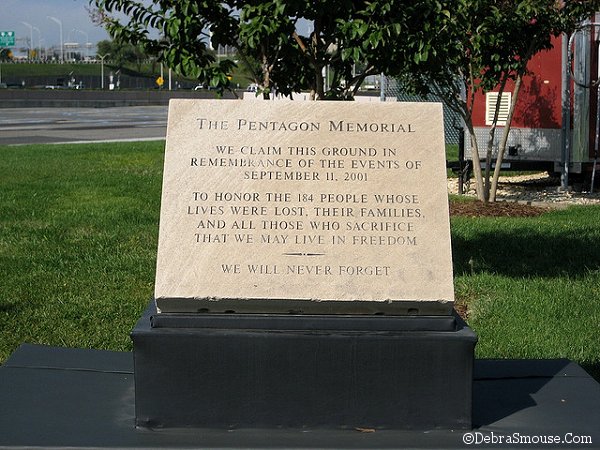 The Pentagon Memorial
WE CLAIM THIS GROUND IN
REMEMBRANCE OF THE EVENTS OF
SEPTEMBER 11, 2001
TO HONOR THE 184 PEOPLE WHOSE
LIVES WERE LOST, THEIR FAMILIES,
AND ALL THOSE WHO SACRIFICE
THAT WE MAY LIVE IN FREEDOM
WE WILL NEVER FORGET
©DebraSmouse.Com